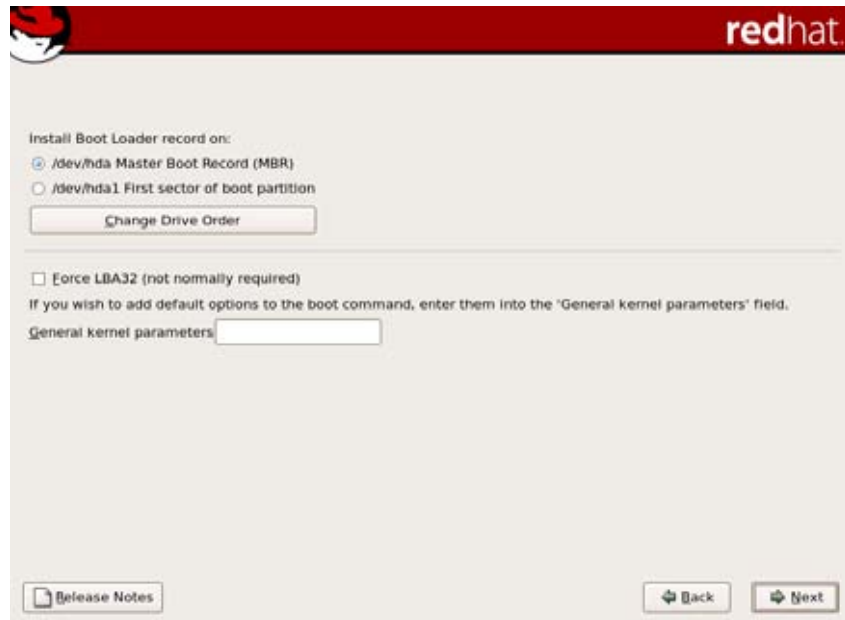 redhat.
Install Boot Loader record on:
/dev/hda Master Boot Record (MBR)
/dev/hda1 First sector of boot partition
Change Drive Order
Force LBA32 (not normally required)
If you wish to add default options to the boot command, enter them into the 'General kernel parameters' field.
General kernel parameters
Release Notes
Back
Next